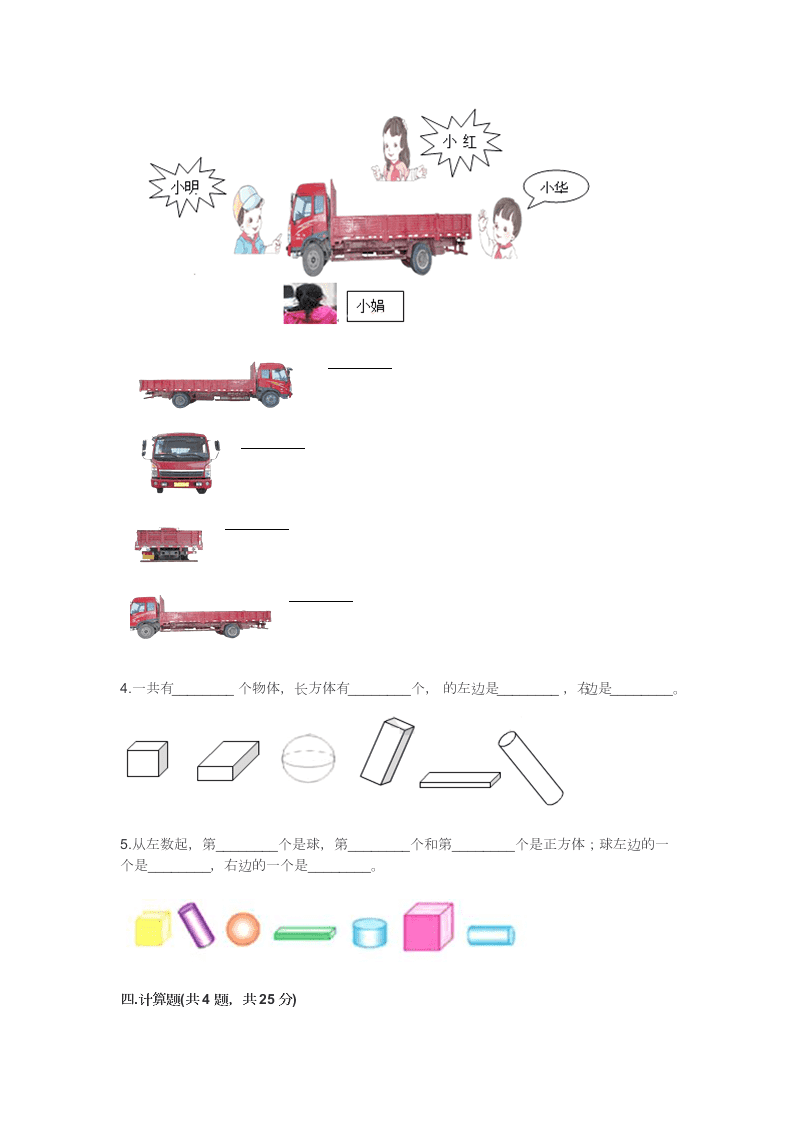 小 红
小明
小华
小娟
________
________
________
________
4.一共有________ 个物体，长方体有________个， 的左边是________ ，右边是________。
5.从左数起，第________个是球，第________个和第________个是正方体；球左边的一
个是________，右边的一个是________。
四.计算题(共4 题，共25 分)